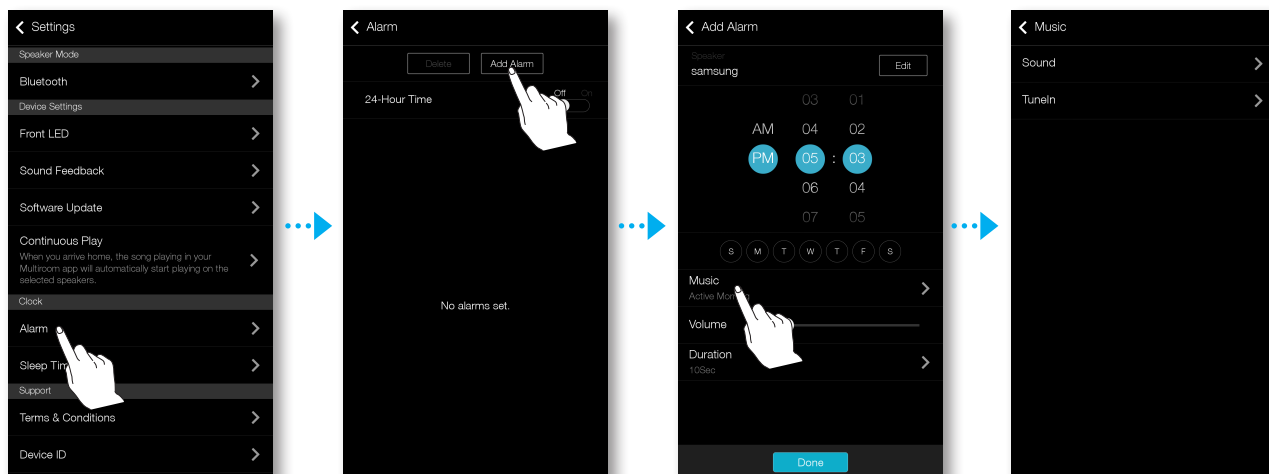 Settings
Speaker Mode
Bluetooth
Device Settings
Front LED
Sound Feedback
Software Update
Continuous Play
When you arrive home, the song playing in your
Multiroom app will automatically start playing on the
selected speakers.
Clock
Alarm
Sleep Tim
Support
Terms & Conditions
Device ID
Alarm
Delete
Add Alarm
24-Hour Time
Off
On
No alarms set.
Add Alarm
Speaker
samsung
Edit
03 01
AM 04 02
PM 05 : 03
06 04
07 05
S M T W T F S
Music
Active Mor
Volume
Duration
10Sec
Done
Music
Sound
TuneIn